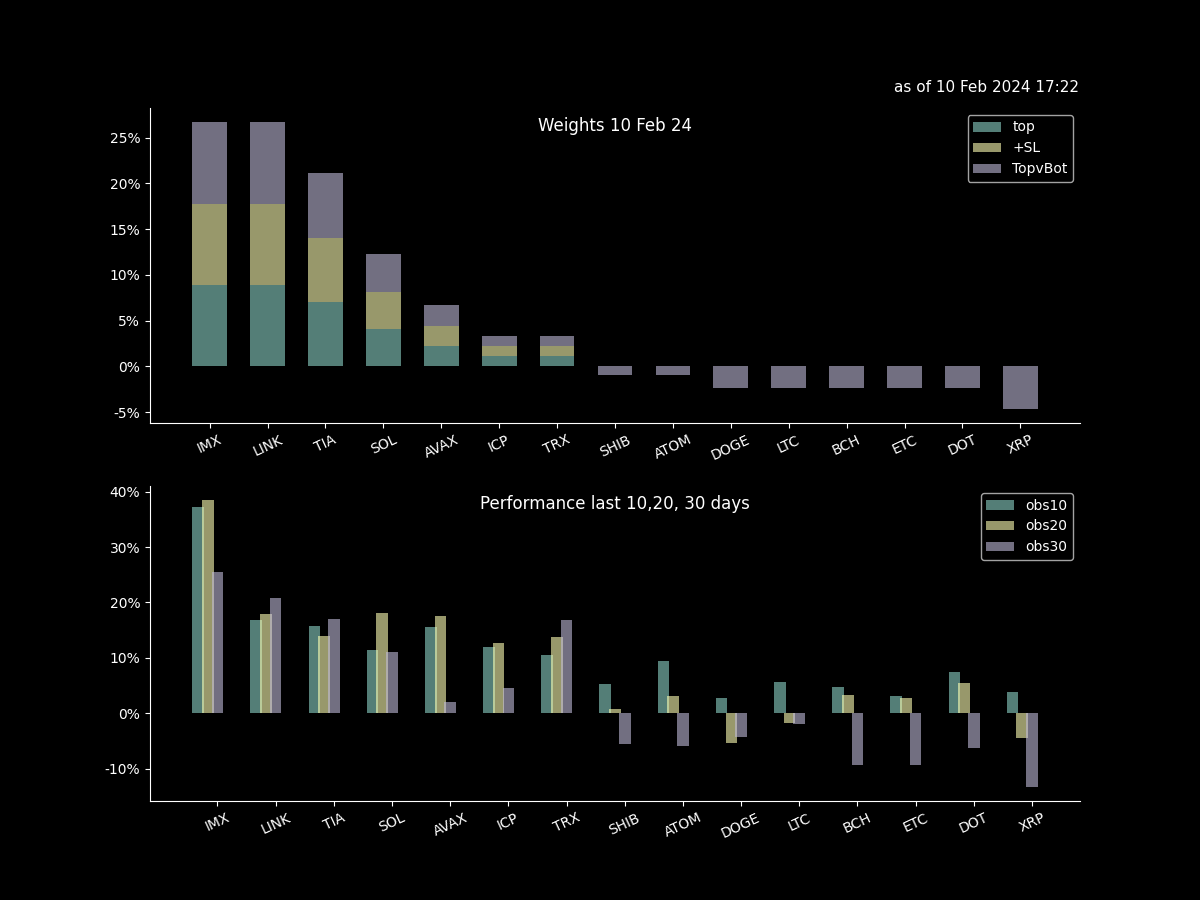 as of 10 Feb 2024 17:22
Weights 10 Feb 24
top
+SL
TopvBot
25%
20%
15%
10%
5%
0%
-5%
IMX LINK TIA SOL AVAX ICP TRX SHIB ATOM DOGE LTC BCH ETC DOT XRP
Performance last 10,20, 30 days
obs10
obs20
obs30
40%
30%
20%
10%
0%
-10%
IMX LINK TIA SOL AVAX ICP TRX SHIB ATOM DOGE LTC BCH ETC DOT XRP